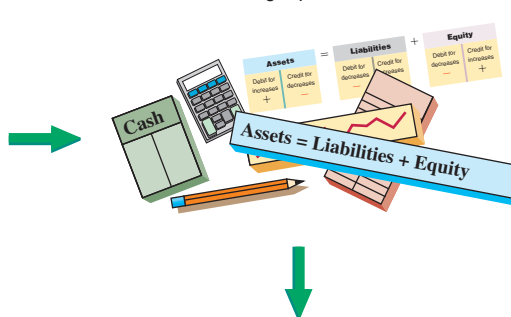 Assets = Liabilities + Equity
Debit for increases + Credit for decreases −
Debit for decreases − Credit for increases
Debit for decreases − Credit for increases +
Cash
Assets = Liabilities + Equity